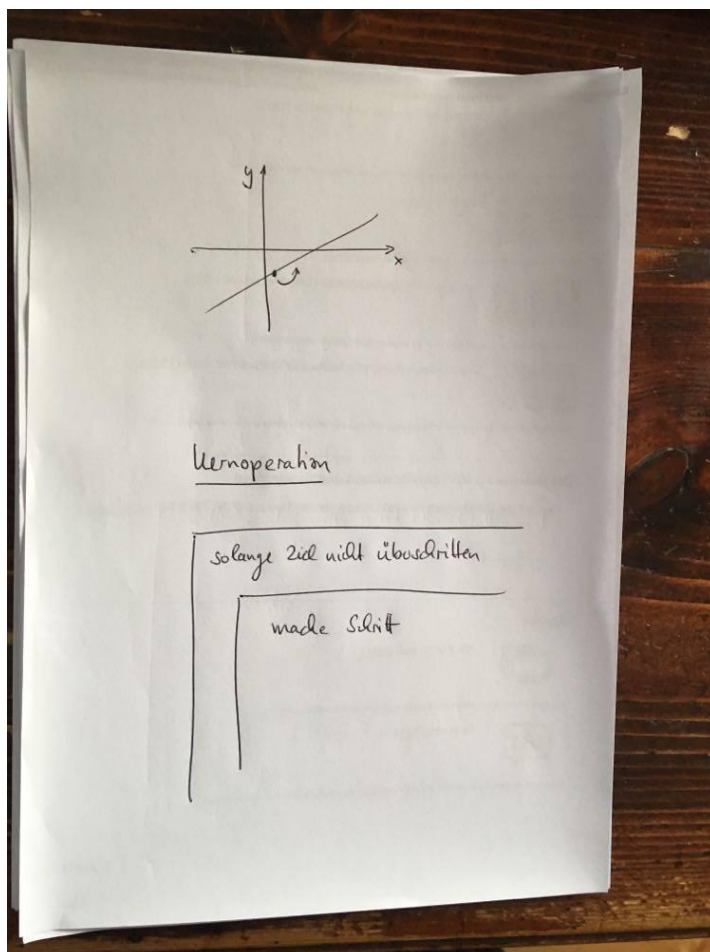 y
x
Kernoperation
solange Ziel nicht überschritten
mache Schritt